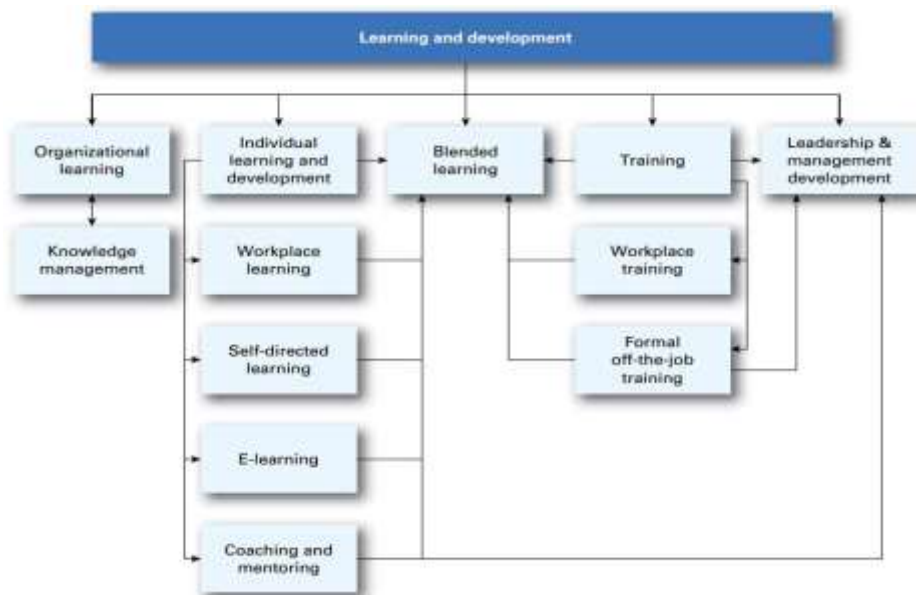 Learning and development
Organizational
learning
Individual
learning and
development
Blended
learning
Training
Leadership &
management
development
Knowledge
management
Workplace
learning
Workplace
training
Self-directed
learning
Formal
off-the-job
training
E-learning
Coaching and
mentoring